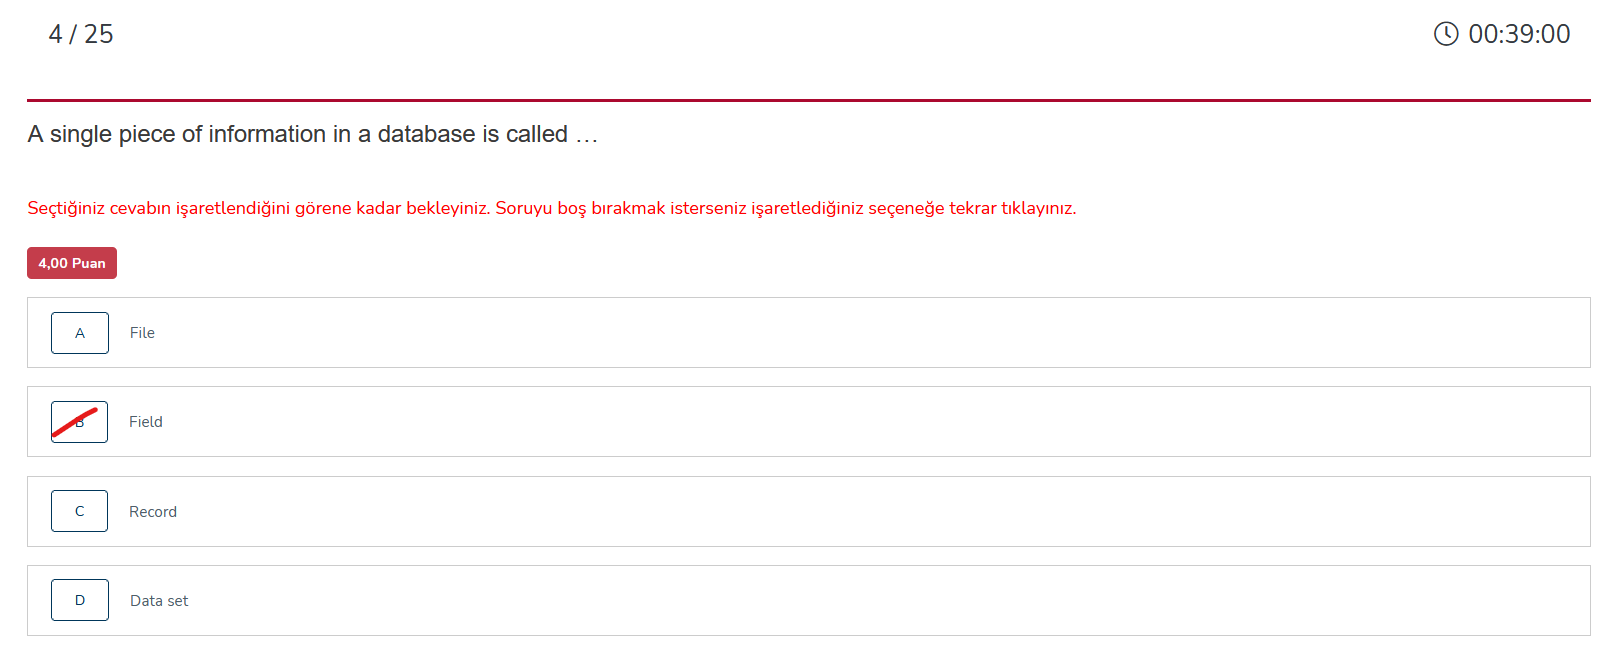 4 / 25
00:39:00
A single piece of information in a database is called …
Seçtiğiniz cevabın işaretlendiğini görene kadar bekleyiniz. Soruyu boş bırakmak isterseniz işaretlediğiniz seçeneğe tekrar tıklayınız.
4,00 Puan
A File
B Field
C Record
D Data set